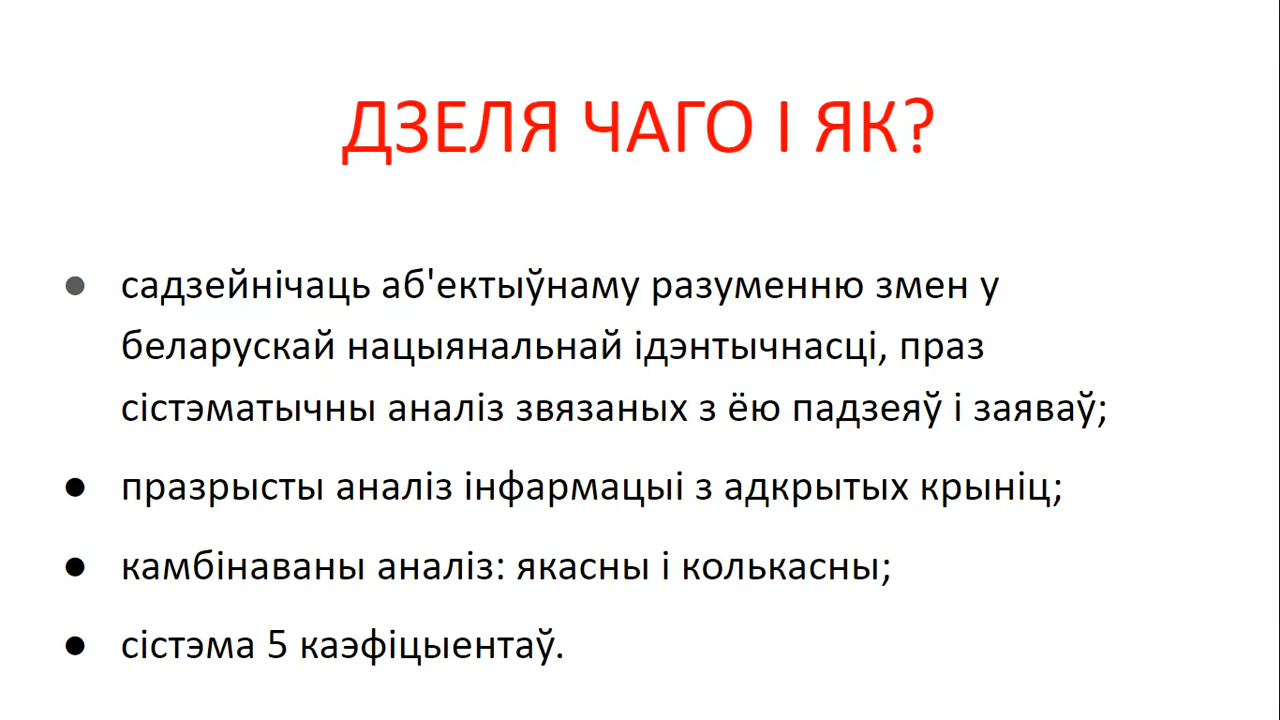 ДЗЕЛЯ ЧАГО І ЯК?
● садзейнічаць аб'ектыўнаму разуменню змен у
беларускай нацыянальнай ідэнтычнасці, праз
сістэматычны аналіз звязаных з ёю падзеяў і заяваў;
● празрысты аналіз інфармацыі з адкрытых крыніц;
● камбінаваны аналіз: якасны і колькасны;
● сістэма 5 каэфіцыентаў.